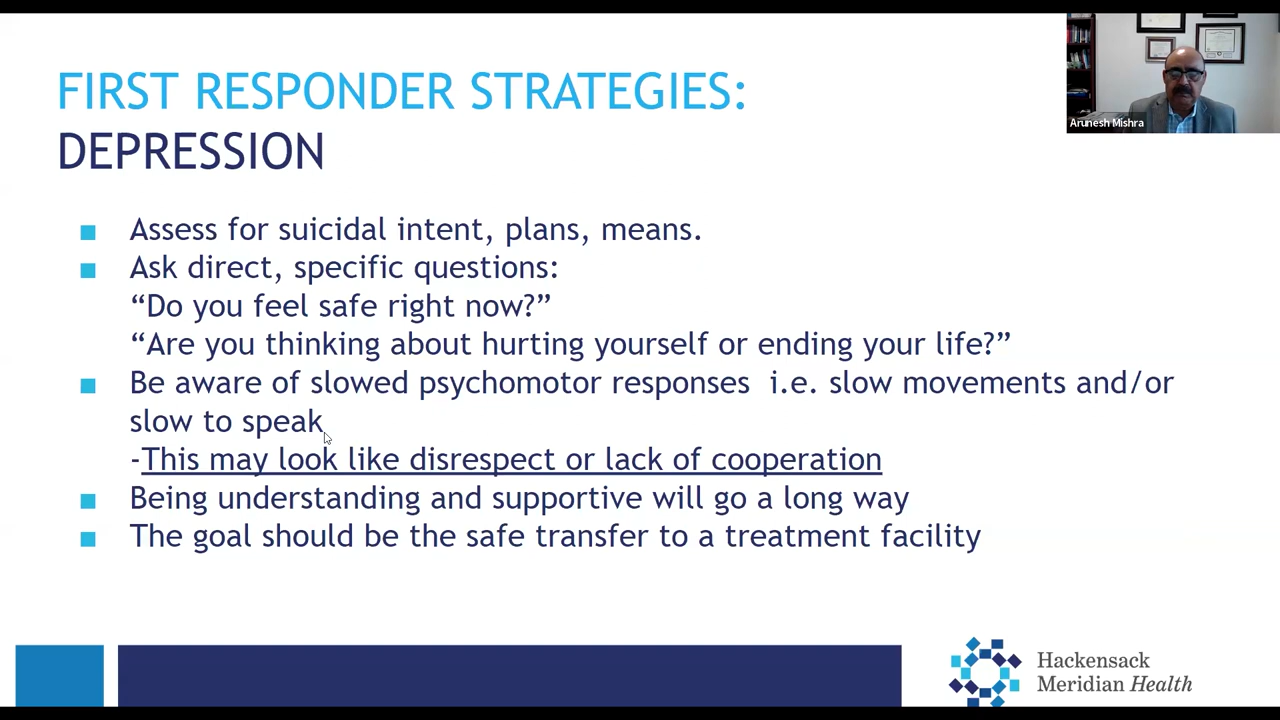 FIRST RESPONDER STRATEGIES:
DEPRESSION
Arunesh Mishra
Assess for suicidal intent, plans, means.
Ask direct, specific questions:
“Do you feel safe right now?”
“Are you thinking about hurting yourself or ending your life?”
Be aware of slowed psychomotor responses i.e. slow movements and/or
slow to speak
-This may look like disrespect or lack of cooperation
Being understanding and supportive will go a long way
The goal should be the safe transfer to a treatment facility
Hackensack
Meridian Health